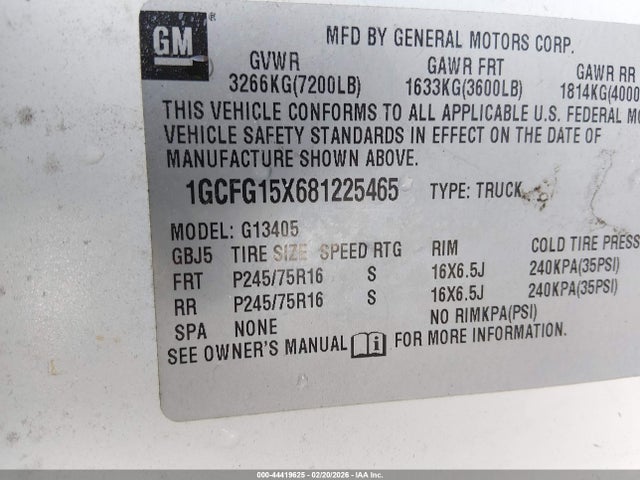 GM
MFD BY GENERAL MOTORS CORP.
GVWR GAWR FRT GAWR RR
3266KG(7200LB) 1633KG(3600LB) 1814KG(4000
THIS VEHICLE CONFORMS TO ALL APPLICABLE U.S. FEDERAL MO
VEHICLE SAFETY STANDARDS IN EFFECT ON THE DATE OF
MANUFACTURE SHOWN ABOVE.
1GCFG15X681225465 TYPE: TRUCK
MODEL: G13405
GBJ5 TIRE SIZE SPEED RTG RIM COLD TIRE PRESS
FRT P245/75R16 S 16X6.5J 240KPA(35PSI)
RR P245/75R16 S 16X6.5J 240KPA(35PSI)
SPA NONE NO RIMKPA(PSI)
SEE OWNER'S MANUAL i FOR MORE INFORMATION.
000-44419625 - 02/20/2026 - IAAI.COM